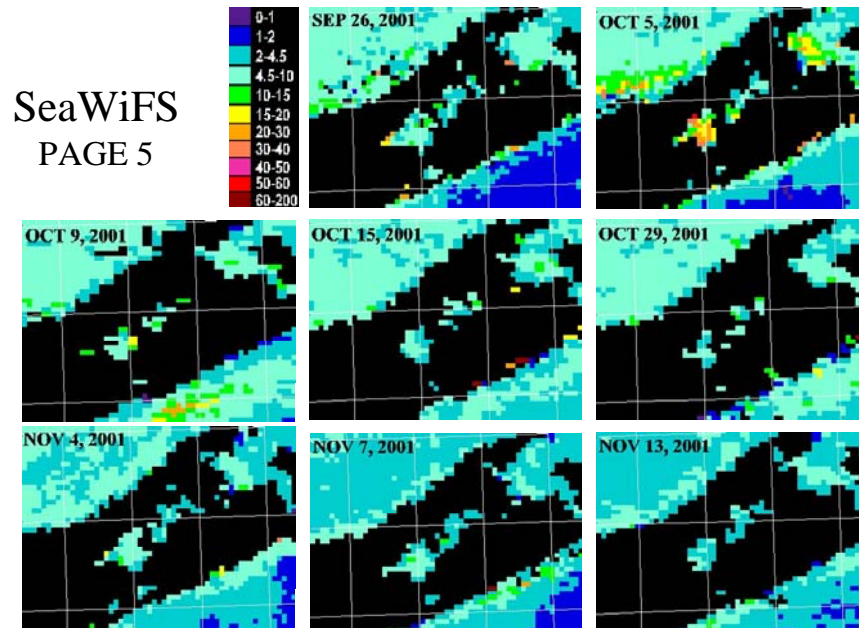 SeaWiFS
PAGE 5
0-1
1-2
2-4.5
4.5-10
10-15
15-20
20-30
30-40
40-50
50-60
60-200
SEP 26, 2001
OCT 5, 2001
OCT 9, 2001
OCT 15, 2001
OCT 29, 2001
NOV 4, 2001
NOV 7, 2001
NOV 13, 2001